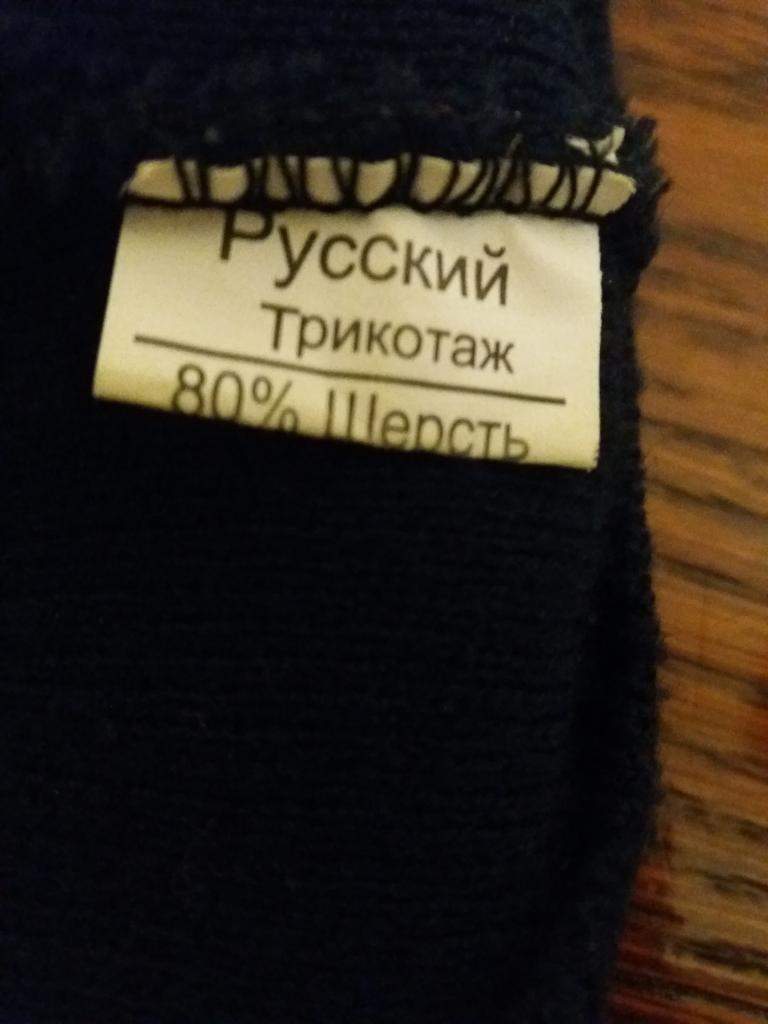 Русский
Трикотаж
80% Шерсть